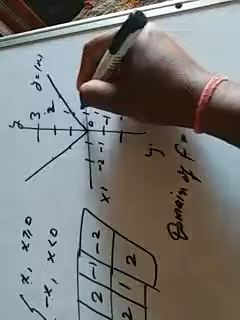 x, x ≥ 0
-x, x < 0
2 -1 -2
2 1 2
y
3
2
y = |x|
0
-1 -2
x'
-1
y'
Domain of f =